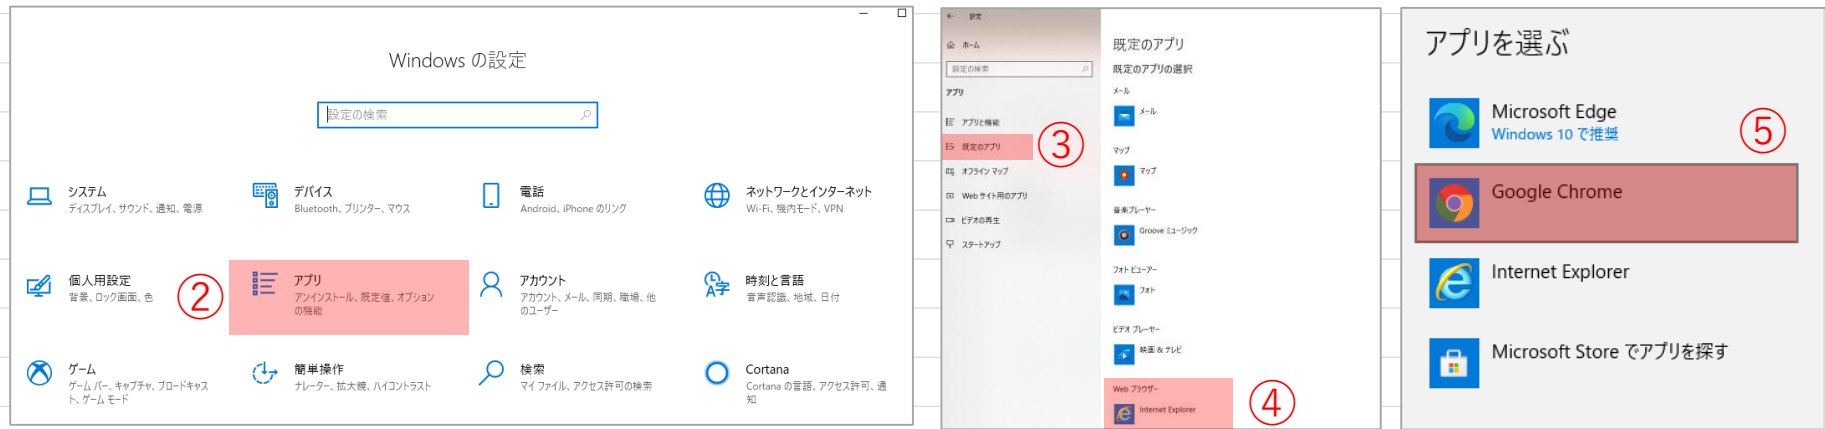 Windows の設定
設定の検索
システム
ディスプレイ、サウンド、通知、電源
デバイス
Bluetooth、プリンター、マウス
電話
Android、iPhone のリンク
ネットワークとインターネット
Wi-Fi、機内モード、VPN
個人用設定
背景、ロック画面、色
②
アプリ
アンインストール、既定値、オプション
の機能
アカウント
アカウント、メール、同期、職場、他
のユーザー
時刻と言語
音声認識、地域、日付
ゲーム
ゲーム バー、キャプチャ、ブロードキャス
ト、ゲーム モード
簡単操作
ナレーター、拡大鏡、ハイコントラスト
検索
マイ ファイル、アクセス許可の検索
Cortana
Cortana の言語、アクセス許可、通
知
設定
ホーム
設定の検索
アプリ
アプリと機能
既定のアプリ
③
オフライン マップ
Web サイト用のアプリ
ビデオの再生
スタートアップ
既定のアプリ
既定のアプリの選択
メール
メール
マップ
マップ
音楽プレーヤー
Groove ミュージック
フォト ビューアー
フォト
ビデオ プレーヤー
映画 & テレビ
Web ブラウザー
Internet Explorer
④
アプリを選ぶ
Microsoft Edge
Windows 10 で推奨
⑤
Google Chrome
Internet Explorer
Microsoft Store でアプリを探す